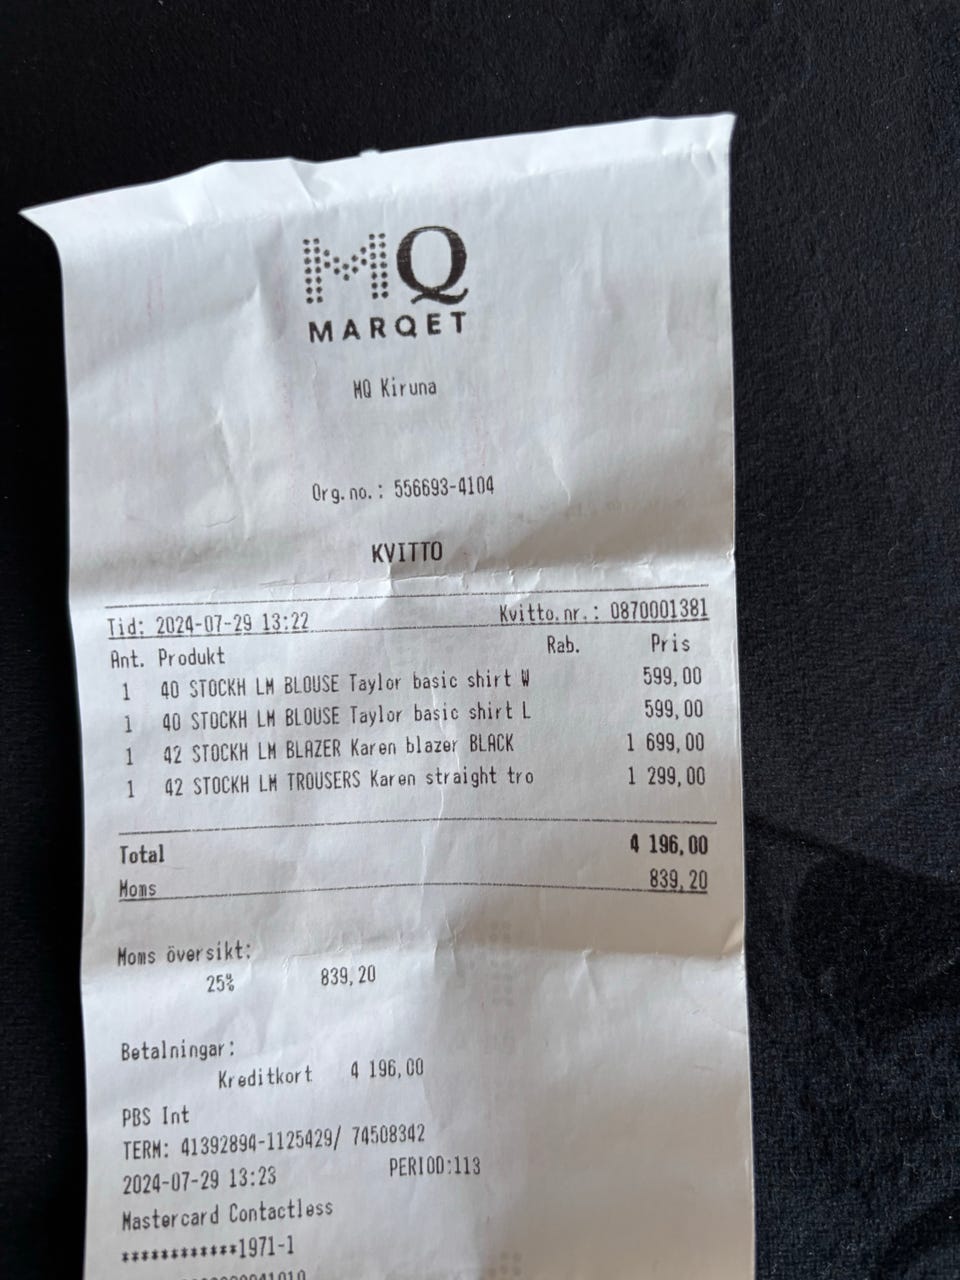 MQ
MARQET
MQ Kiruna
Org.no.: 556693-4104
KVITTO
Tid: 2024-07-29 13:22 Kvitto.nr.: 0870001381
Ant. Produkt Rab. Pris
1 40 STOCKH LM BLOUSE Taylor basic shirt W 599,00
1 40 STOCKH LM BLOUSE Taylor basic shirt L 599,00
1 42 STOCKH LM BLAZER Karen blazer BLACK 1 699,00
1 42 STOCKH LM TROUSERS Karen straight tro 1 299,00
Total 4 196,00
Moms 839,20
Moms översikt:
25% 839,20
Betalningar:
Kreditkort 4 196,00
PBS Int
TERM: 41392894-1125429/ 74508342
2024-07-29 13:23 PERIOD:113
Mastercard Contactless
************1971-1